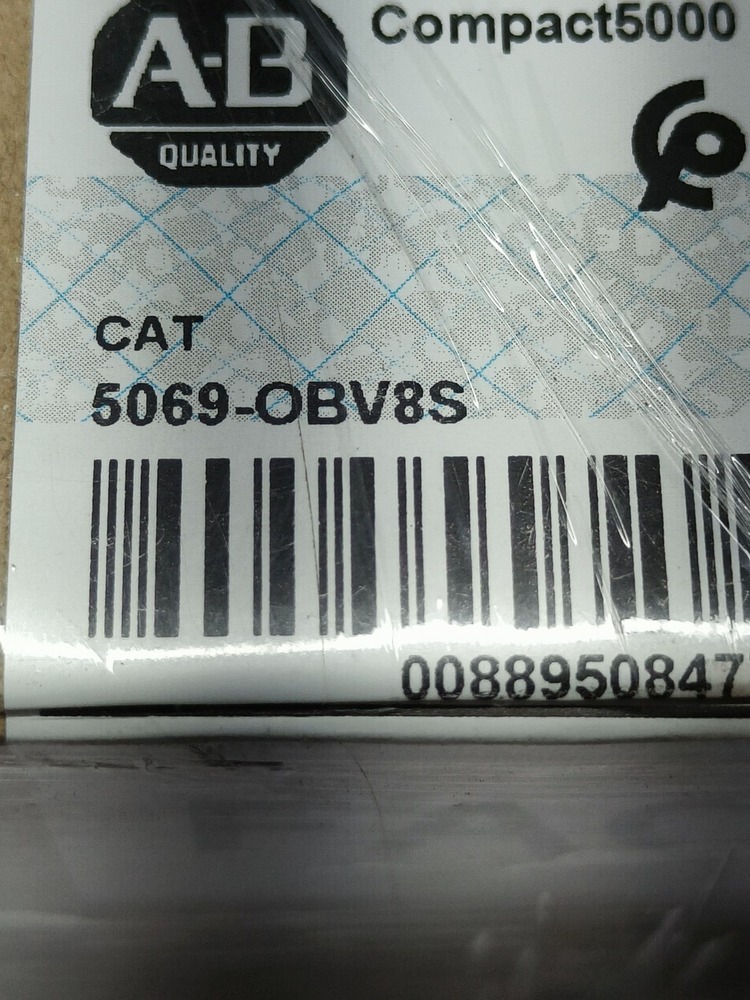 Compact5000
A-B
QUALITY
CAT
5069-OBV8S
0088950847